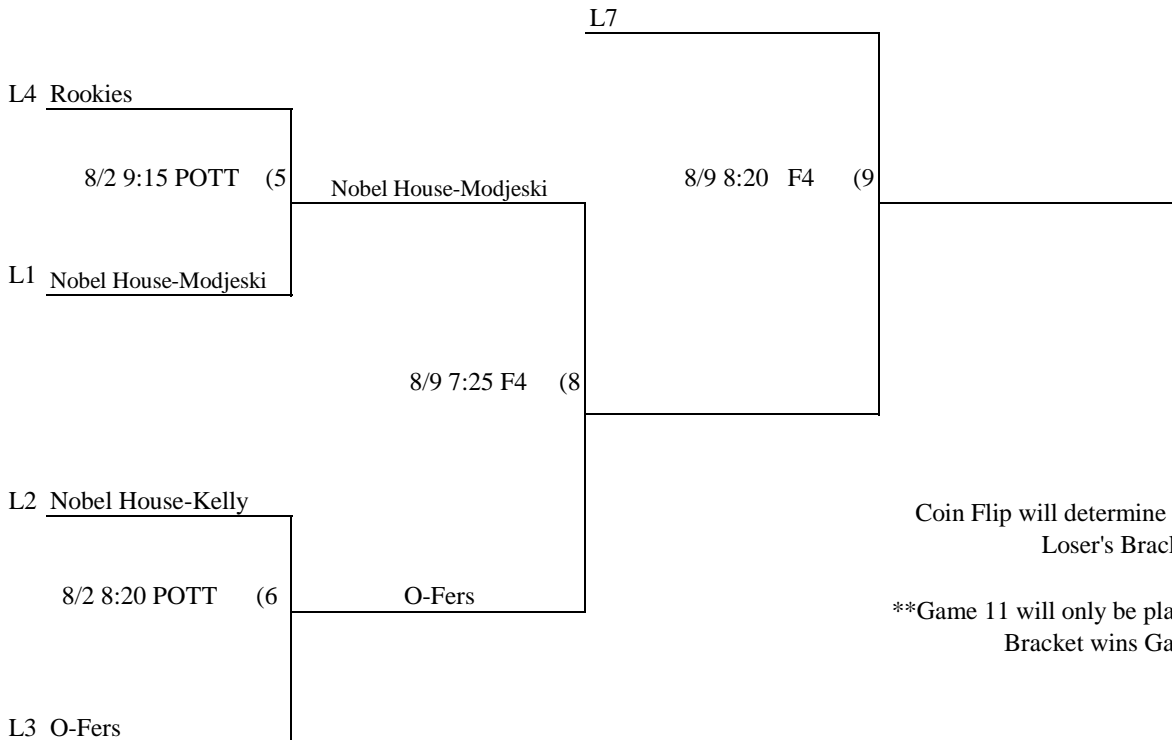 L7
L4 Rookies
8/2 9:15 POTT (5
Nobel House-Modjeski
8/9 8:20 F4 (9
L1 Nobel House-Modjeski
8/9 7:25 F4 (8
L2 Nobel House-Kelly
Coin Flip will determine
Loser's Brack
8/2 8:20 POTT (6
O-Fers
**Game 11 will only be pla
Bracket wins Ga
L3 O-Fers